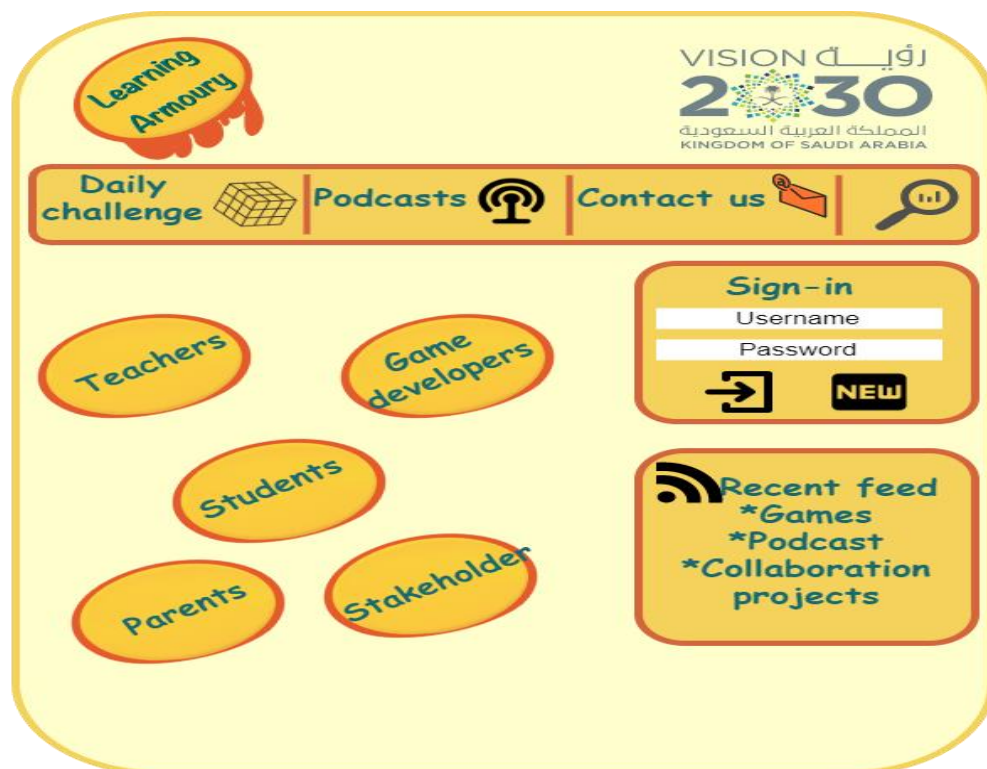 Learning
Armoury
VISION رؤيــة
2030
المملكة العربية السعودية
KINGDOM OF SAUDI ARABIA
Daily
challenge
Podcasts
Contact us
Sign-in
Username
Password
NEW
Teachers
Game
developers
Students
Parents
Stakeholder
Recent feed
*Games
*Podcast
*Collaboration
projects